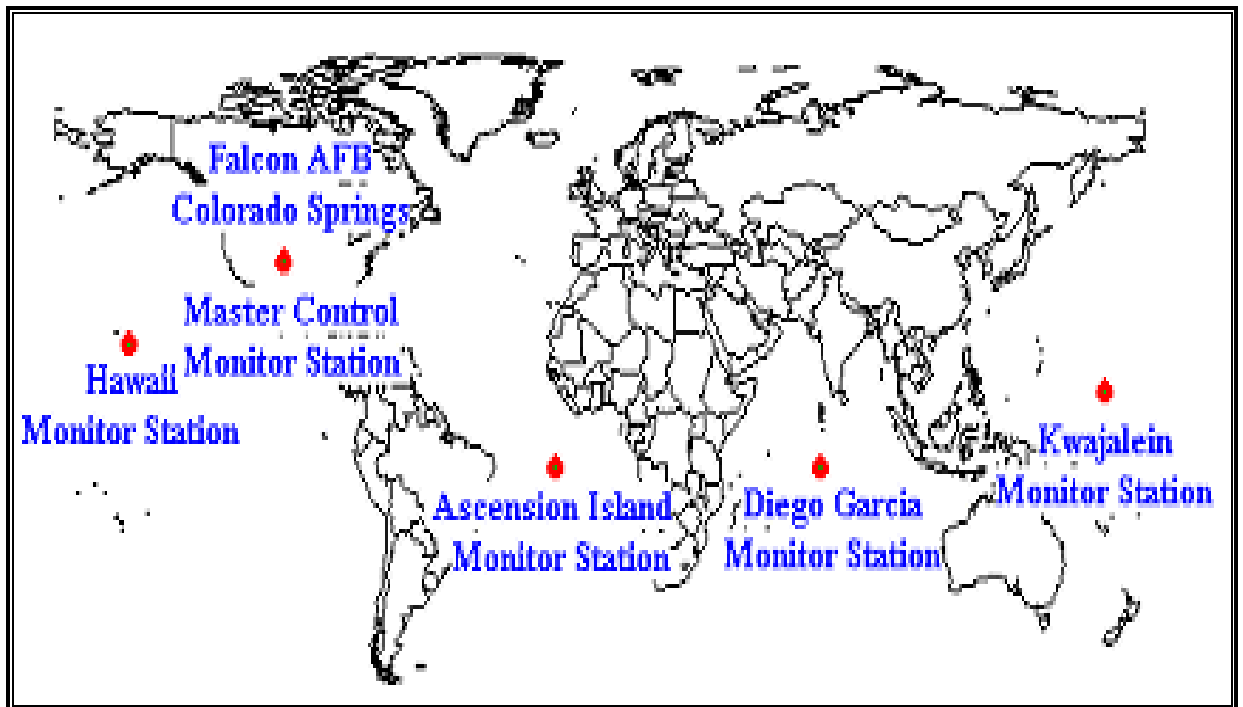 Falcon AFB
Colorado Springs
Master Control
Monitor Station
Hawaii
Monitor Station
Ascension Island
Monitor Station
Diego Garcia
Monitor Station
Kwajalein
Monitor Station